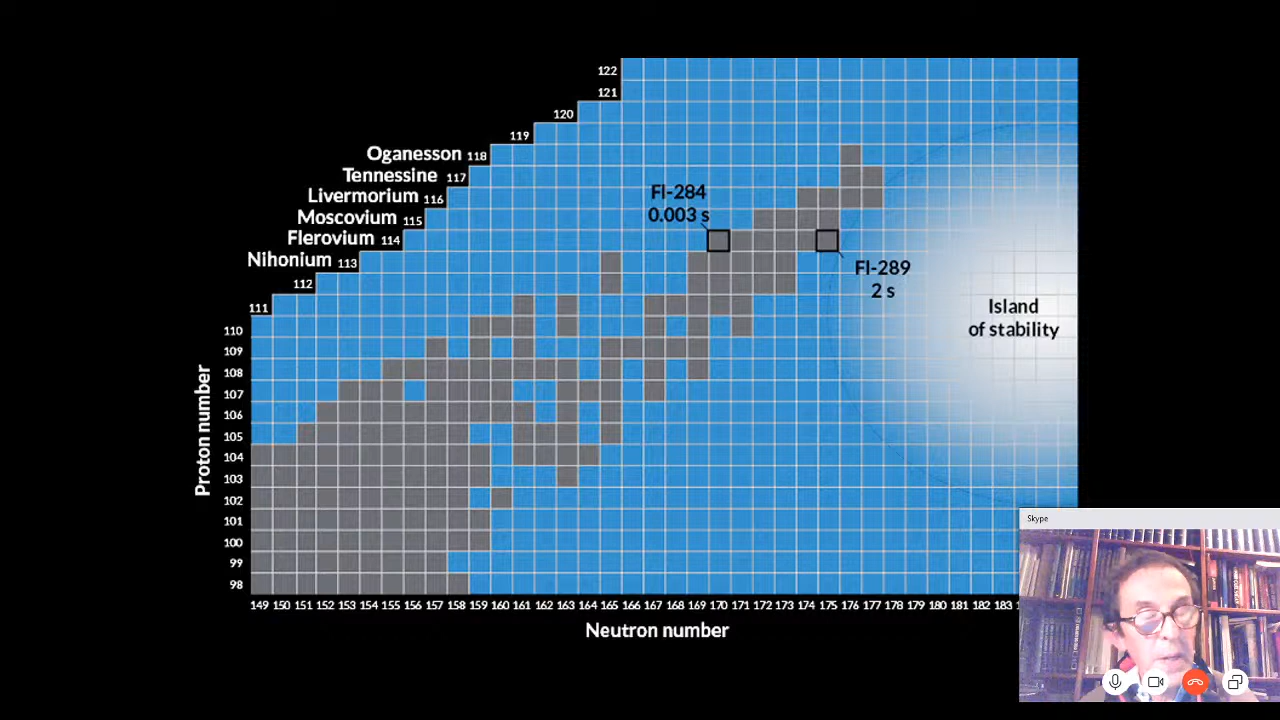 122
121
120
119
Oganesson 118
Tennessine 117
Livermorium 116
Moscovium 115
Flerovium 114
Nihonium 113
112
111
110
109
108
107
106
105
104
103
102
101
100
99
98
Proton number
Fl-284
0.003 s
Fl-289
2 s
Island
of stability
149 150 151 152 153 154 155 156 157 158 159 160 161 162 163 164 165 166 167 168 169 170 171 172 173 174 175 176 177 178 179 180 181 182 183
Neutron number
Skype